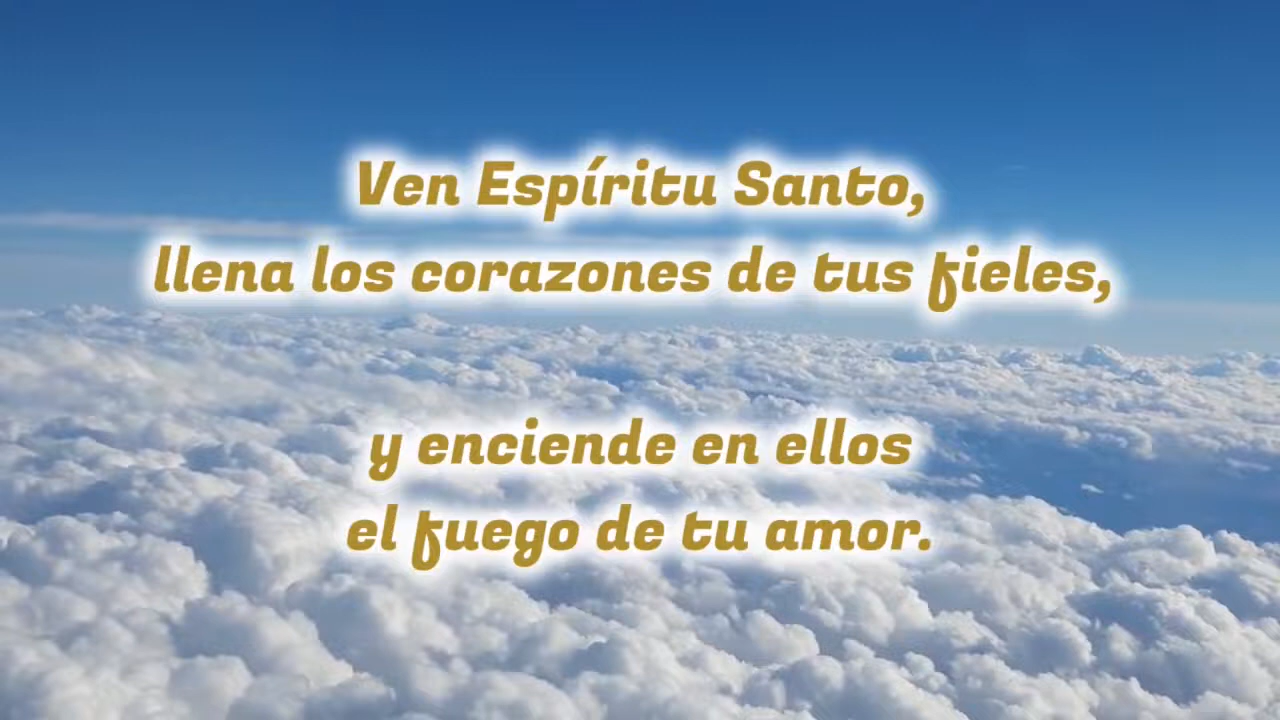 Ven Espíritu Santo,
llena los corazones de tus fieles,
y enciende en ellos
el fuego de tu amor.